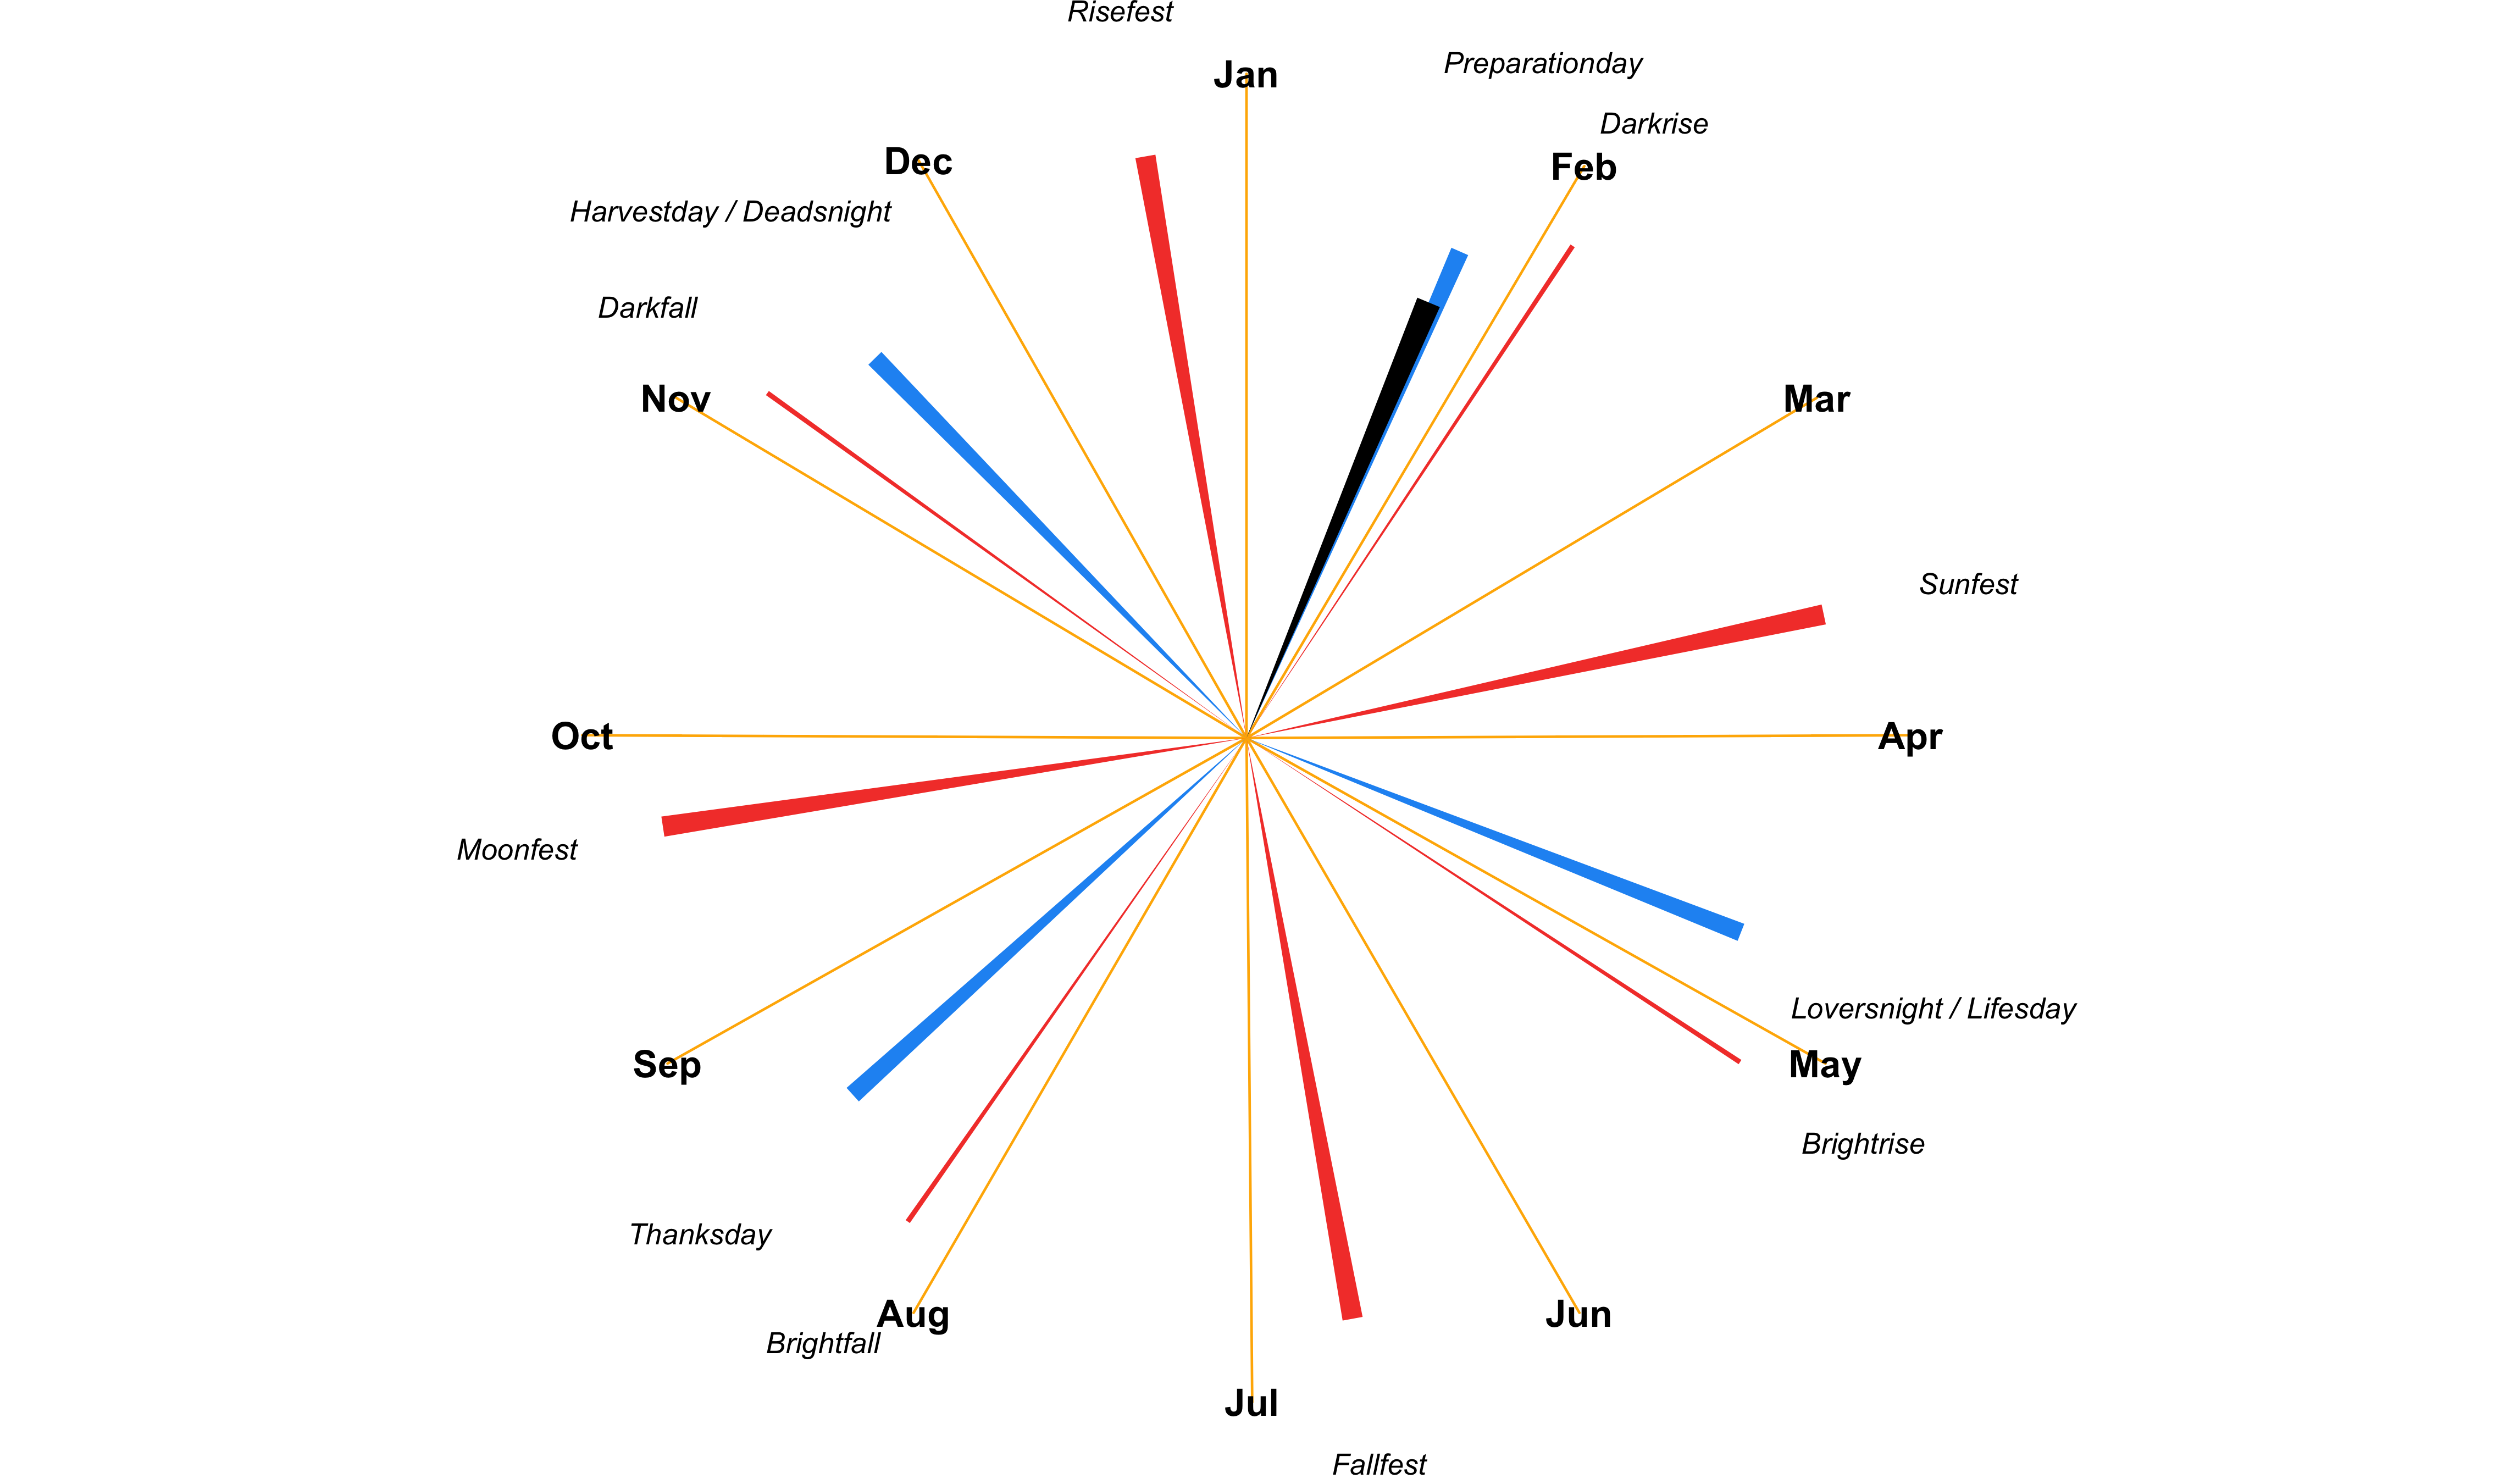 Risefest
Preparationday
Jan
Darkrise
Dec
Feb
Harvestday / Deadsnight
Darkfall
Nov
Mar
Sunfest
Oct
Apr
Moonfest
Loversnight / Lifesday
Sep
May
Brightrise
Thanksday
Aug
Jun
Brightfall
Jul
Fallfest